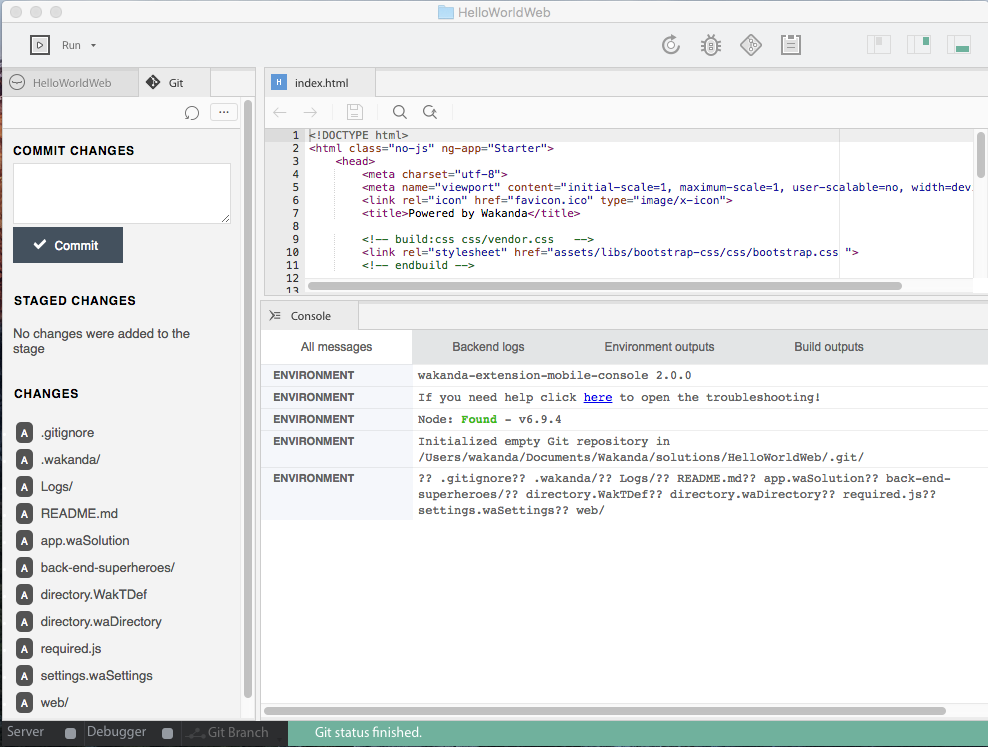 HelloWorldWeb
Run
HelloWorldWeb
Git
...
COMMIT CHANGES
Commit
STAGED CHANGES
No changes were added to the
stage
CHANGES
A .gitignore
A .wakanda/
A Logs/
A README.md
A app.waSolution
A back-end-superheroes/
A directory.WakTDef
A directory.waDirectory
A required.js
A settings.waSettings
A web/
H index.html
1 <!DOCTYPE html>
2 <html class="no-js" ng-app="Starter">
3 <head>
4 <meta charset="utf-8">
5 <meta name="viewport" content="initial-scale=1, maximum-scale=1, user-scalable=no, width=dev
6 <link rel="icon" href="favicon.ico" type="image/x-icon">
7 <title>Powered by Wakanda</title>
8
9 <!-- build:css css/vendor.css -->
10 <link rel="stylesheet" href="assets/libs/bootstrap-css/css/bootstrap.css ">
11 <!-- endbuild -->
12
13
Console
All messages Backend logs Environment outputs Build outputs
ENVIRONMENT wakanda-extension-mobile-console 2.0.0
ENVIRONMENT If you need help click here to open the troubleshooting!
ENVIRONMENT Node: Found - v6.9.4
ENVIRONMENT Initialized empty Git repository in
/Users/wakanda/Documents/Wakanda/solutions/HelloWorldWeb/.git/
ENVIRONMENT ?? .gitignore?? .wakanda/?? Logs/?? README.md?? app.waSolution?? back-end-
superheroes/?? directory.WakTDef?? directory.waDirectory?? required.js??
settings.waSettings?? web/
Server Debugger Git Branch Git status finished.